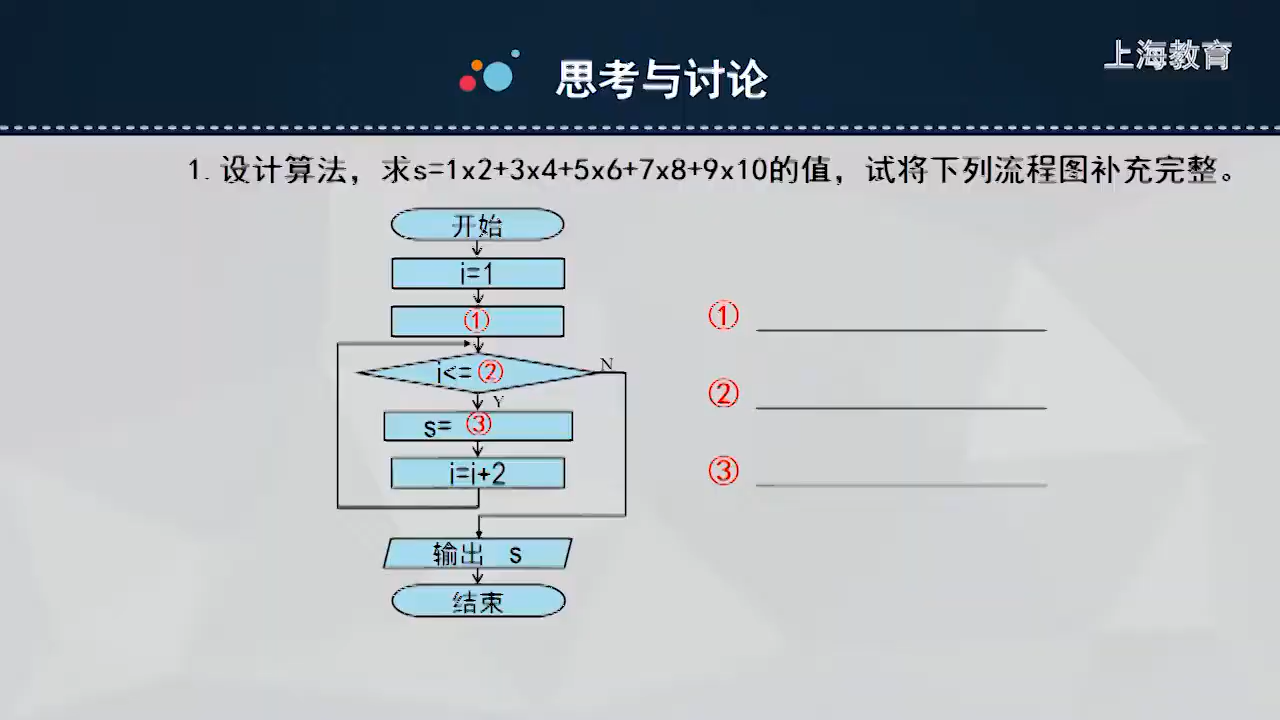 上海教育
思考与讨论
1.设计算法，求s=1x2+3x4+5x6+7x8+9x10的值，试将下列流程图补充完整。
开始
i=1
①
i<= ②
N
Y
s= ③
i=i+2
输出 s
结束
①
②
③